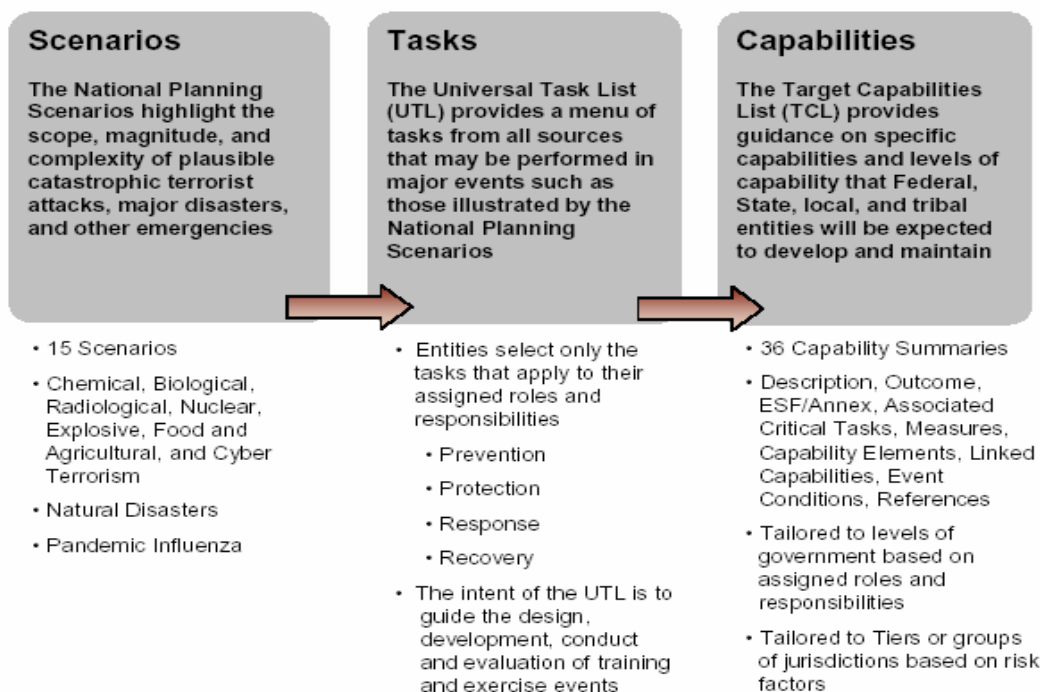 Scenarios
The National Planning
Scenarios highlight the
scope, magnitude, and
complexity of plausible
catastrophic terrorist
attacks, major disasters,
and other emergencies
• 15 Scenarios
• Chemical, Biological,
Radiological, Nuclear,
Explosive, Food and
Agricultural, and Cyber
Terrorism
• Natural Disasters
• Pandemic Influenza
Tasks
The Universal Task List
(UTL) provides a menu of
tasks from all sources
that may be performed in
major events such as
those illustrated by the
National Planning
Scenarios
• Entities select only the
tasks that apply to their
assigned roles and
responsibilities
• Prevention
• Protection
• Response
• Recovery
• The intent of the UTL is to
guide the design,
development, conduct
and evaluation of training
and exercise events
Capabilities
The Target Capabilities
List (TCL) provides
guidance on specific
capabilities and levels of
capability that Federal,
State, local, and tribal
entities will be expected
to develop and maintain
• 36 Capability Summaries
• Description, Outcome,
ESF/Annex, Associated
Critical Tasks, Measures,
Capability Elements, Linked
Capabilities, Event
Conditions, References
• Tailored to levels of
government based on
assigned roles and
responsibilities
• Tailored to Tiers or groups
of jurisdictions based on risk
factors